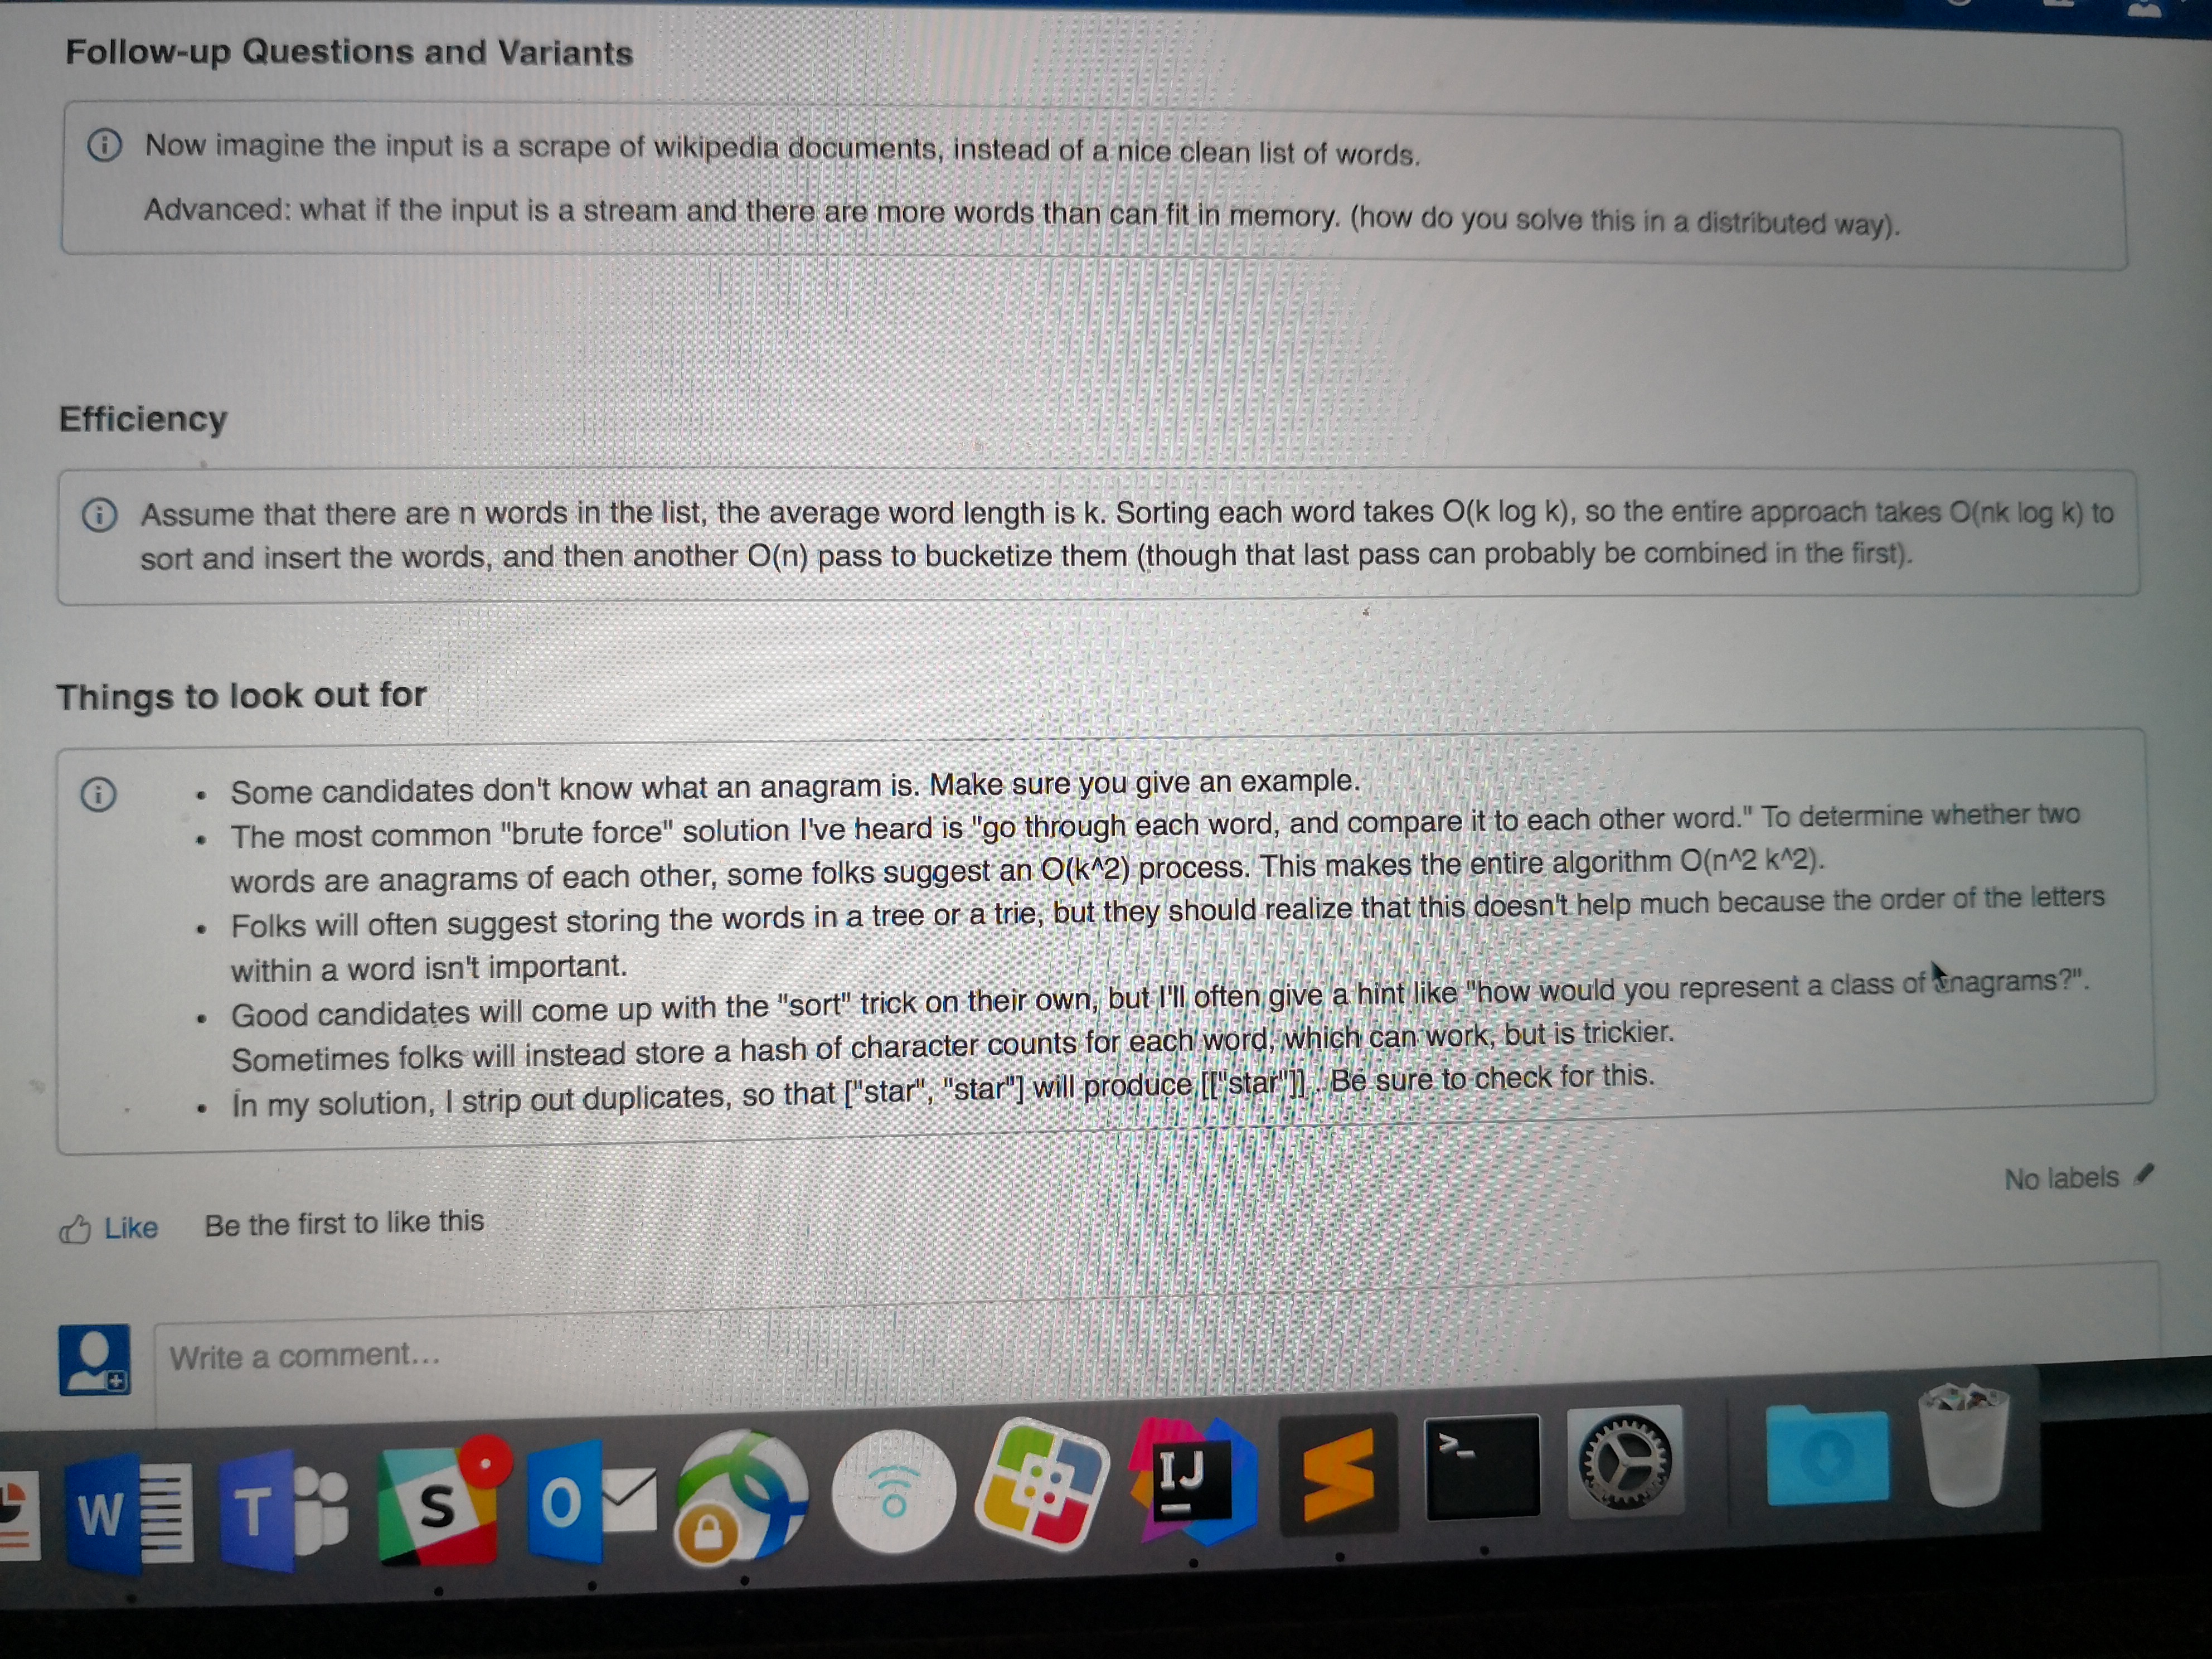 Follow-up Questions and Variants
Now imagine the input is a scrape of wikipedia documents, instead of a nice clean list of words.
Advanced: what if the input is a stream and there are more words than can fit in memory. (how do you solve this in a distributed way).
Efficiency
Assume that there are n words in the list, the average word length is k. Sorting each word takes O(k log k), so the entire approach takes O(nk log k) to
sort and insert the words, and then another O(n) pass to bucketize them (though that last pass can probably be combined in the first).
Things to look out for
• Some candidates don't know what an anagram is. Make sure you give an example.
• The most common "brute force" solution I've heard is "go through each word, and compare it to each other word." To determine whether two
words are anagrams of each other, some folks suggest an O(k^2) process. This makes the entire algorithm O(n^2 k^2).
• Folks will often suggest storing the words in a tree or a trie, but they should realize that this doesn't help much because the order of the letters
within a word isn't important.
• Good candidates will come up with the "sort" trick on their own, but I'll often give a hint like "how would you represent a class of anagrams?".
Sometimes folks will instead store a hash of character counts for each word, which can work, but is trickier.
• In my solution, I strip out duplicates, so that ["star", "star"] will produce [["star"]] . Be sure to check for this.
No labels
Like Be the first to like this
Write a comment...
W T S O IJ >_